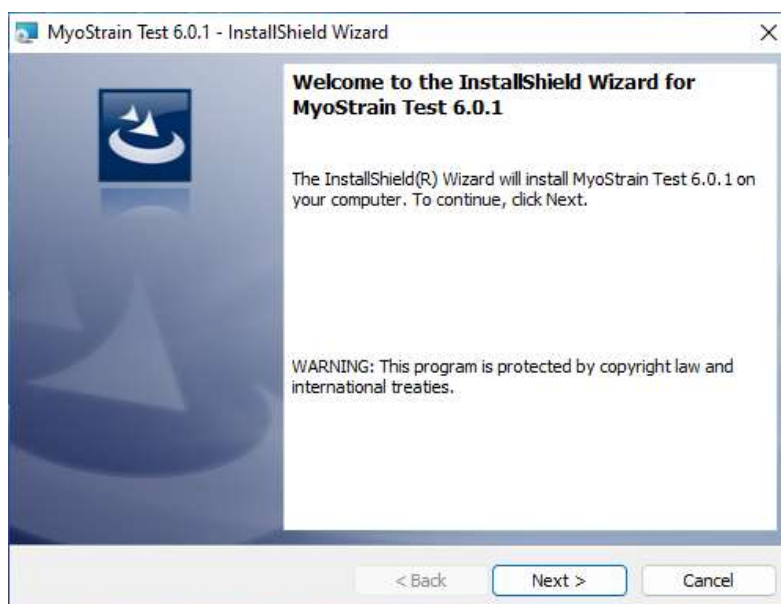 MyoStrain Test 6.0.1 - InstallShield Wizard
Welcome to the InstallShield Wizard for
MyoStrain Test 6.0.1
The InstallShield(R) Wizard will install MyoStrain Test 6.0.1 on
your computer. To continue, click Next.
WARNING: This program is protected by copyright law and
international treaties.
< Back
Next >
Cancel